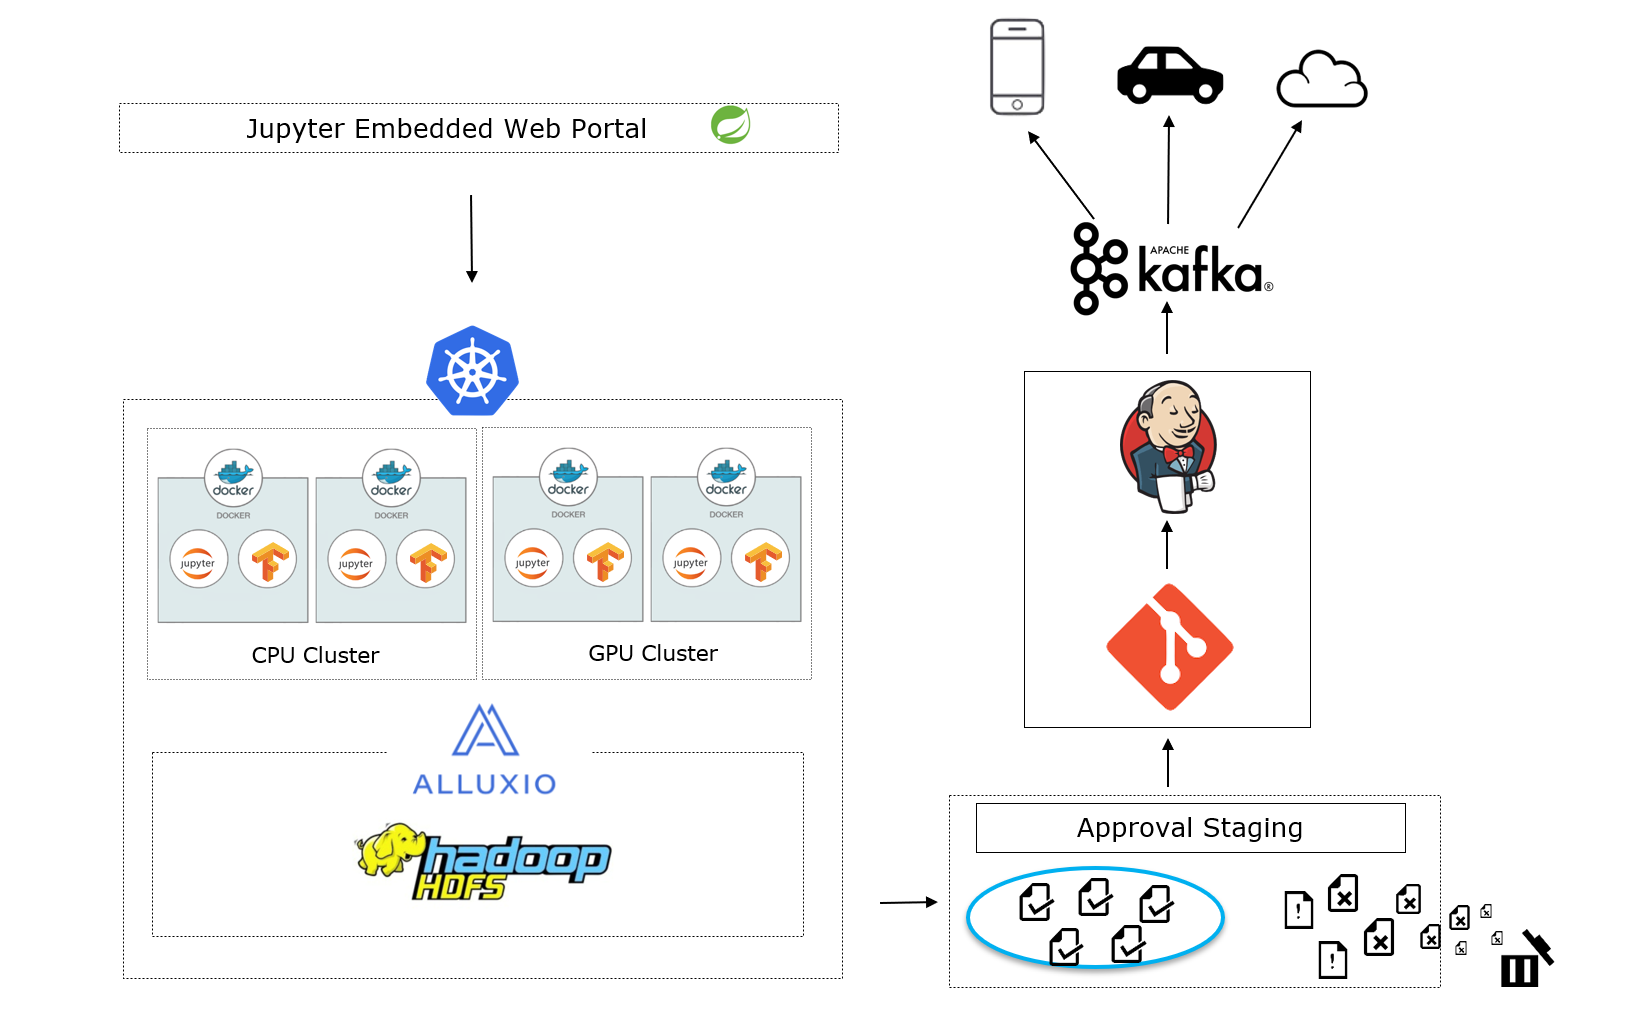 Jupyter Embedded Web Portal
APACHE
kafka®
docker
DOCKER
jupyter
docker
DOCKER
jupyter
docker
DOCKER
jupyter
docker
DOCKER
jupyter
CPU Cluster
GPU Cluster
ALLUXIO
hadoop
HDFS
Approval Staging